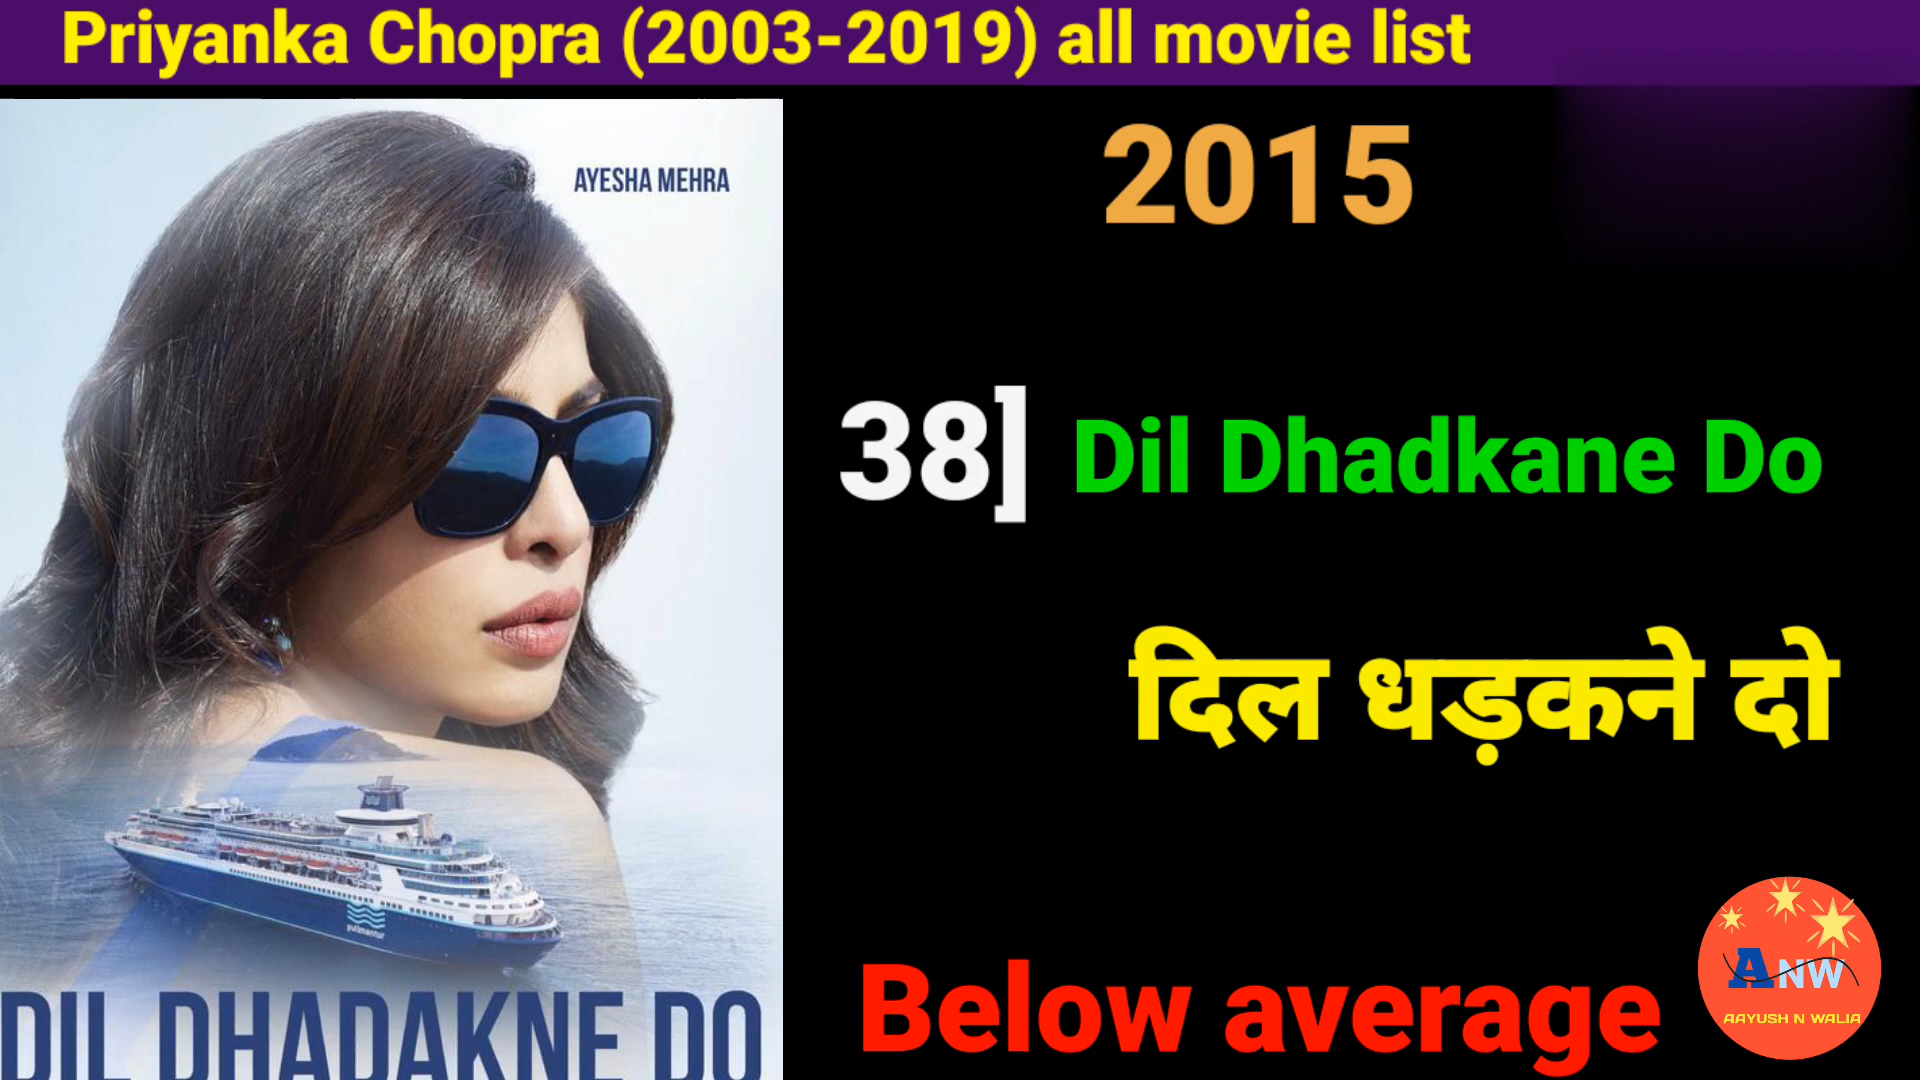 Priyanka Chopra (2003-2019) all movie list
AYESHA MEHRA
2015
38] Dil Dhadkane Do
दिल धड़कने दो
pullmantur
DIL DHADAKNE DO
Below average
ANW
AAYUSH N WALIA